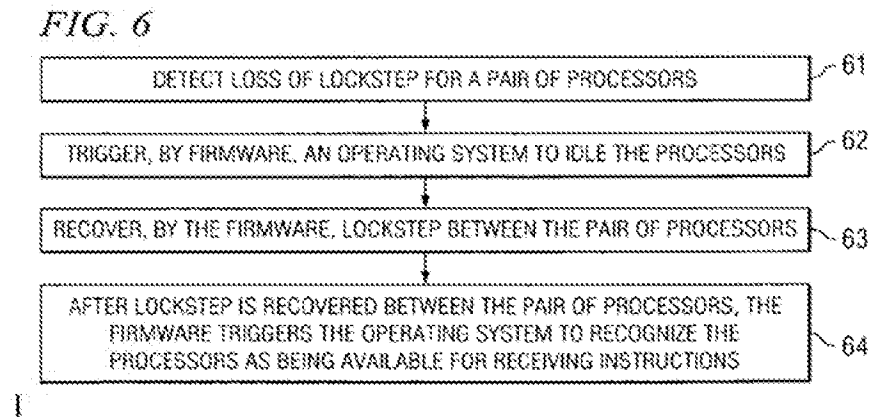 FIG. 6
DETECT LOSS OF LOCKSTEP FOR A PAIR OF PROCESSORS
61
TRIGGER, BY FIRMWARE, AN OPERATING SYSTEM TO IDLE THE PROCESSORS
62
RECOVER, BY THE FIRMWARE, LOCKSTEP BETWEEN THE PAIR OF PROCESSORS
63
AFTER LOCKSTEP IS RECOVERED BETWEEN THE PAIR OF PROCESSORS, THE
FIRMWARE TRIGGERS THE OPERATING SYSTEM TO RECOGNIZE THE
PROCESSORS AS BEING AVAILABLE FOR RECEIVING INSTRUCTIONS
64